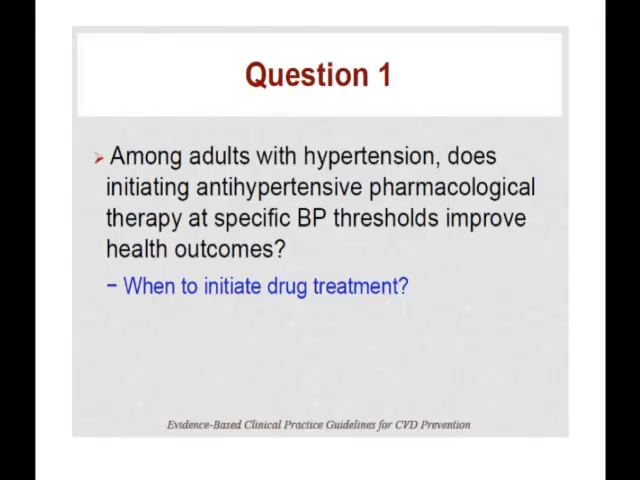 Question 1
➢ Among adults with hypertension, does
initiating antihypertensive pharmacological
therapy at specific BP thresholds improve
health outcomes?
− When to initiate drug treatment?
Evidence-Based Clinical Practice Guidelines for CVD Prevention